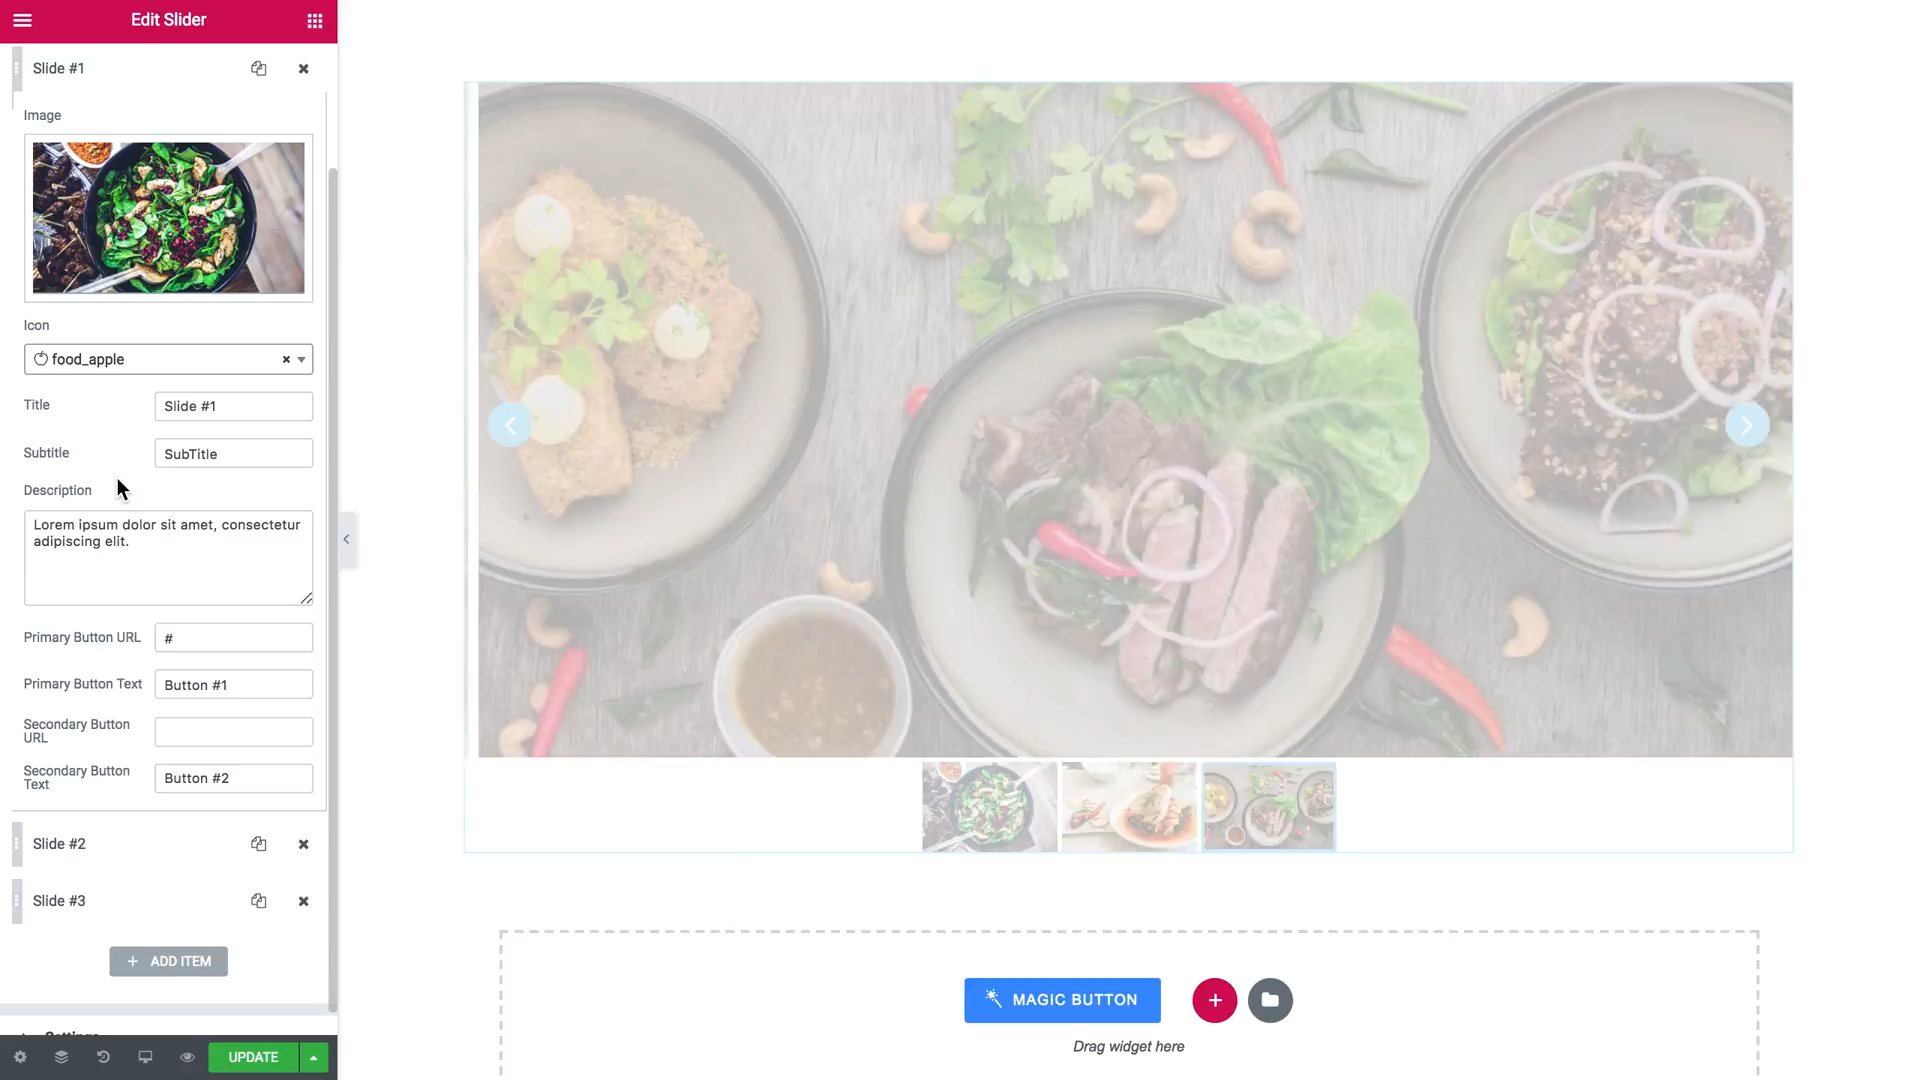 Edit Slider
Slide #1
Image
Icon
food_apple
Title
Slide #1
Subtitle
SubTitle
Description
Lorem ipsum dolor sit amet, consectetur
adipiscing elit.
Primary Button URL
#
Primary Button Text
Button #1
Secondary Button
URL
Secondary Button
Text
Button #2
Slide #2
Slide #3
+ ADD ITEM
Settings
UPDATE
MAGIC BUTTON
Drag widget here